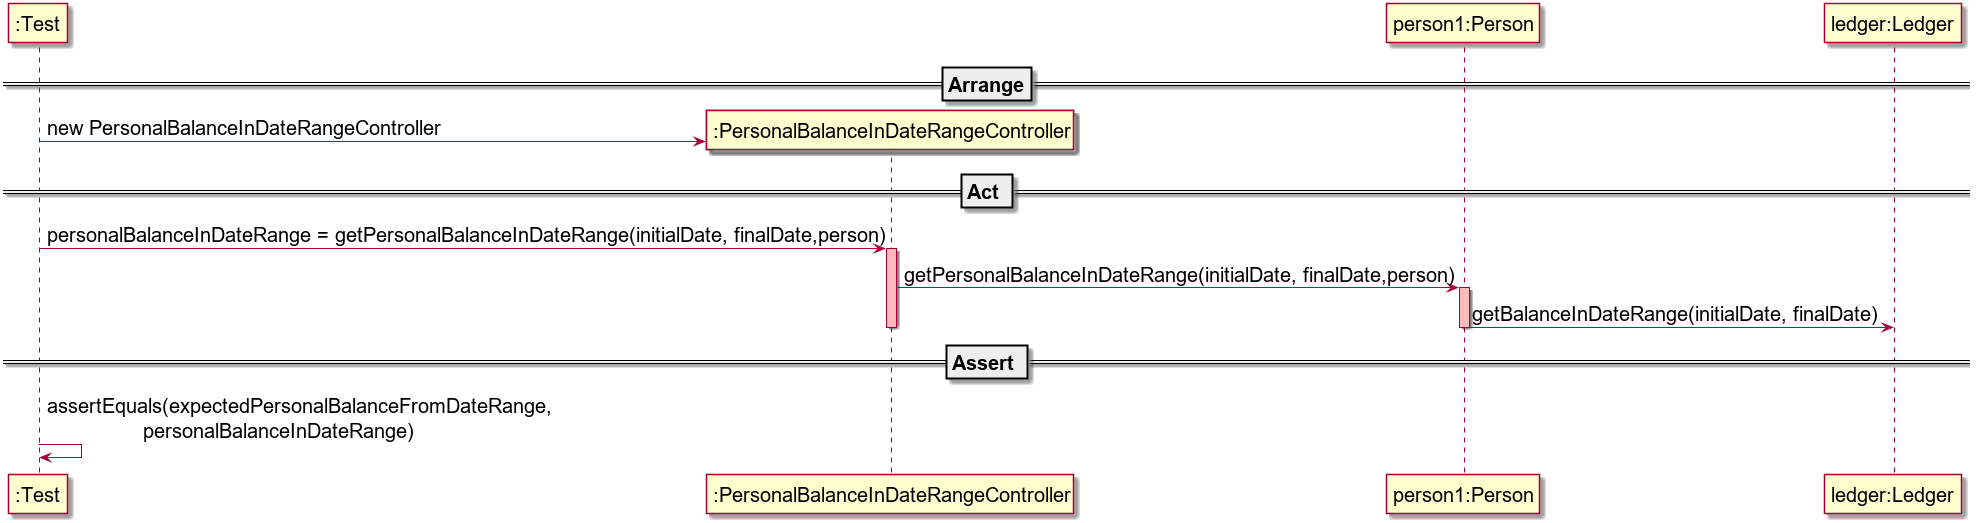 :Test
person1:Person
ledger:Ledger
Arrange
new PersonalBalanceInDateRangeController
:PersonalBalanceInDateRangeController
Act
personalBalanceInDateRange = getPersonalBalanceInDateRange(initialDate, finalDate,person)
getPersonalBalanceInDateRange(initialDate, finalDate,person)
getBalanceInDateRange(initialDate, finalDate)
Assert
assertEquals(expectedPersonalBalanceFromDateRange,
personalBalanceInDateRange)
:Test
:PersonalBalanceInDateRangeController
person1:Person
ledger:Ledger